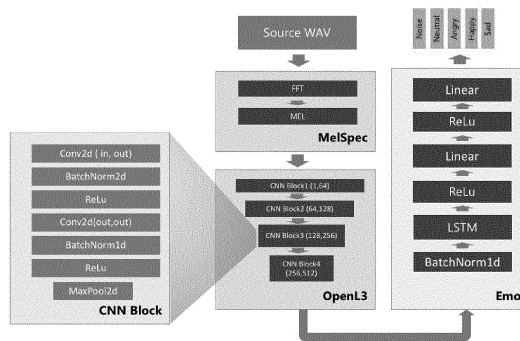 Source WAV
FFT
MEL
MelSpec
CNN Block1 (1,64)
CNN Block2 (64,128)
CNN Block3 (128,256)
CNN Block4
(256,512)
OpenL3
Conv2d ( in, out)
BatchNorm2d
ReLu
Conv2d(out,out)
BatchNorm1d
ReLu
MaxPool2d
CNN Block
Noise
Neutral
Angry
Happy
Sad
Linear
ReLu
Linear
ReLu
LSTM
BatchNorm1d
Emo